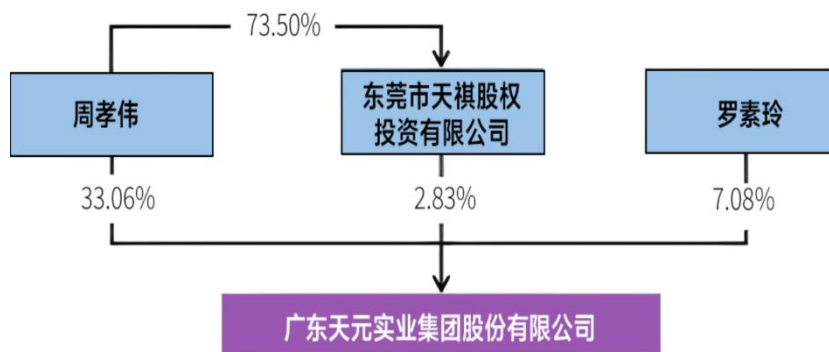 73.50%
周孝伟
东莞市天祺股权
投资有限公司
罗素玲
33.06%
2.83%
7.08%
广东天元实业集团股份有限公司